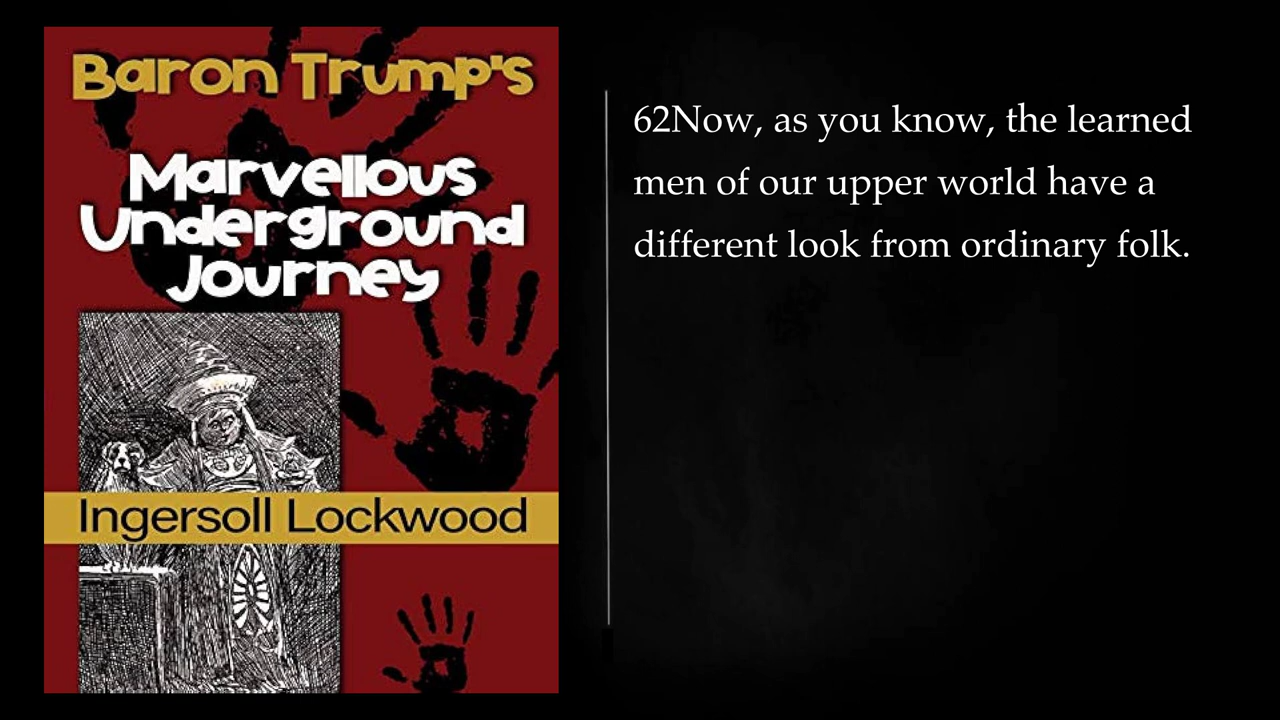 Baron Trump's
Marvellous
Underground
Journey
Ingersoll Lockwood
62Now, as you know, the learned
men of our upper world have a
different look from ordinary folk.